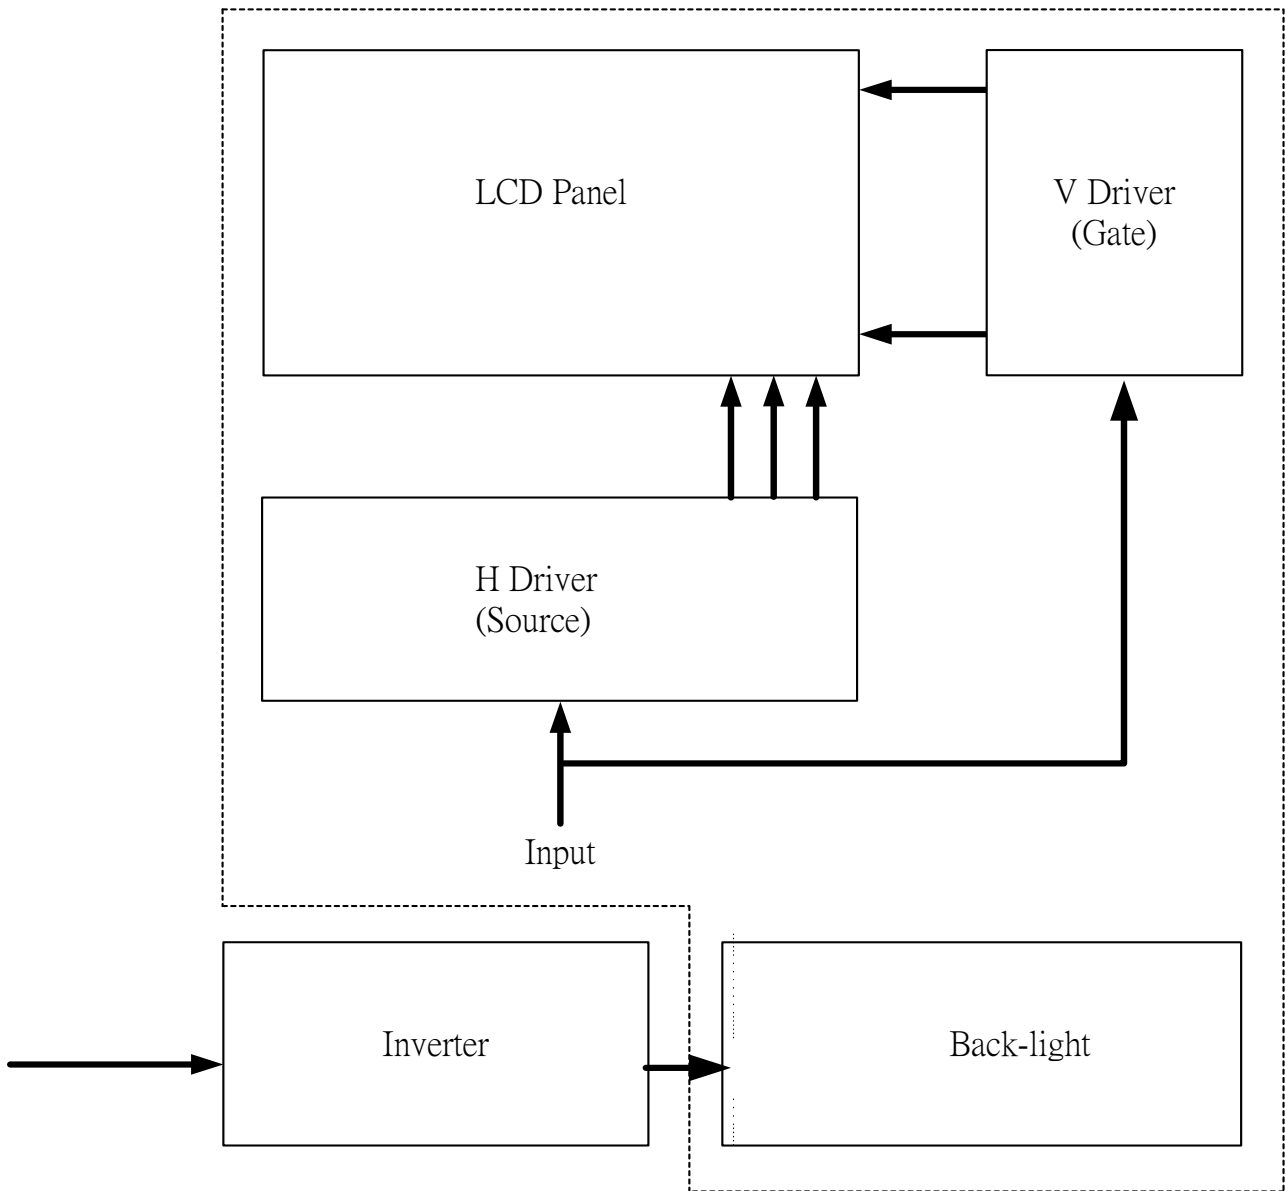 LCD Panel
V Driver
(Gate)
H Driver
(Source)
Input
Inverter
Back-light